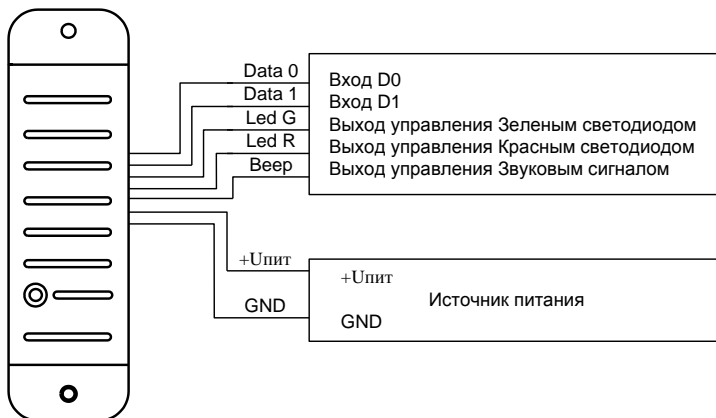 Data 0
Data 1
Led G
Led R
Beep
Вход D0
Вход D1
Выход управления Зеленым светодиодом
Выход управления Красным светодиодом
Выход управления Звуковым сигналом
+Uпит
GND
+Uпит
Источник питания
GND